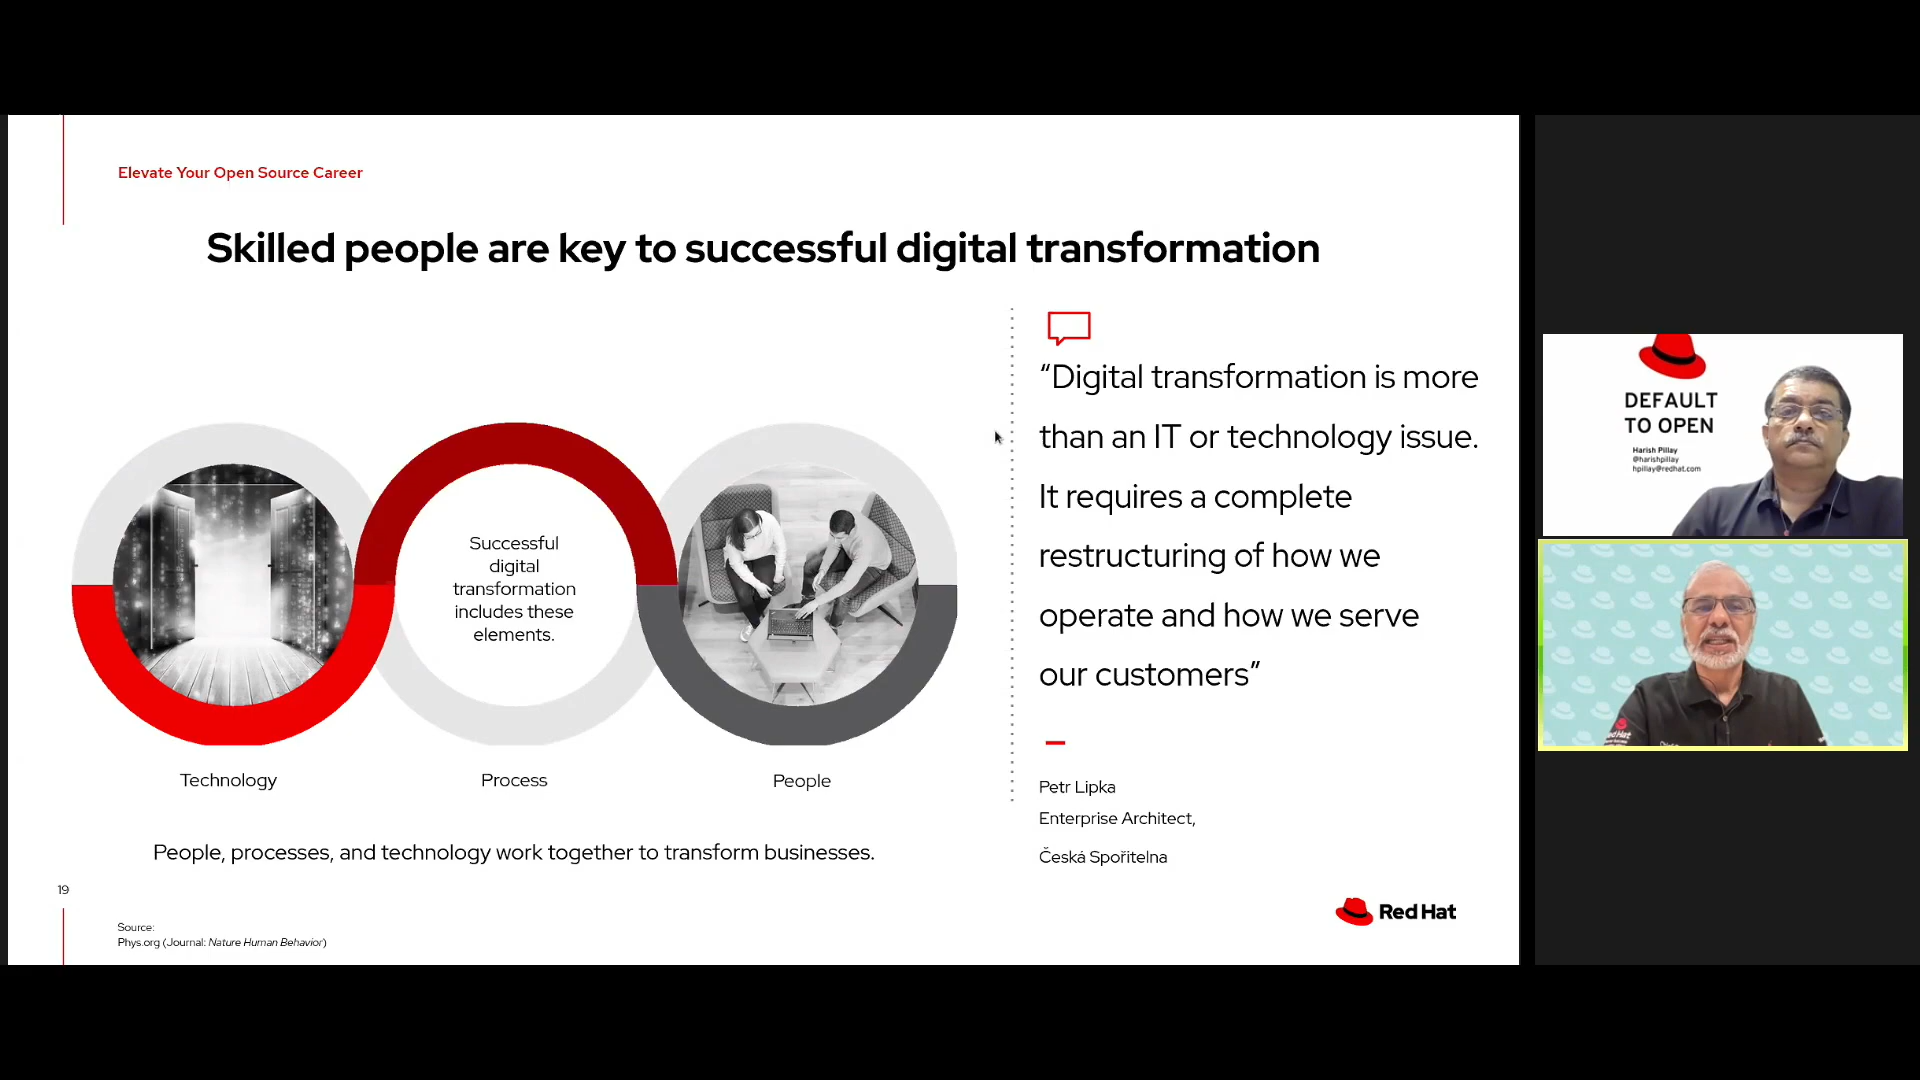 Elevate Your Open Source Career
Skilled people are key to successful digital transformation
Successful
digital
transformation
includes these
elements.
Technology
Process
People
People, processes, and technology work together to transform businesses.
“Digital transformation is more
than an IT or technology issue.
It requires a complete
restructuring of how we
operate and how we serve
our customers”
Petr Lipka
Enterprise Architect,
Česká Spořitelna
19
Source:
Phys.org (Journal: Nature Human Behavior)
Red Hat
DEFAULT
TO OPEN
Harish Pillay
@harishpillay
hpillay@redhat.com